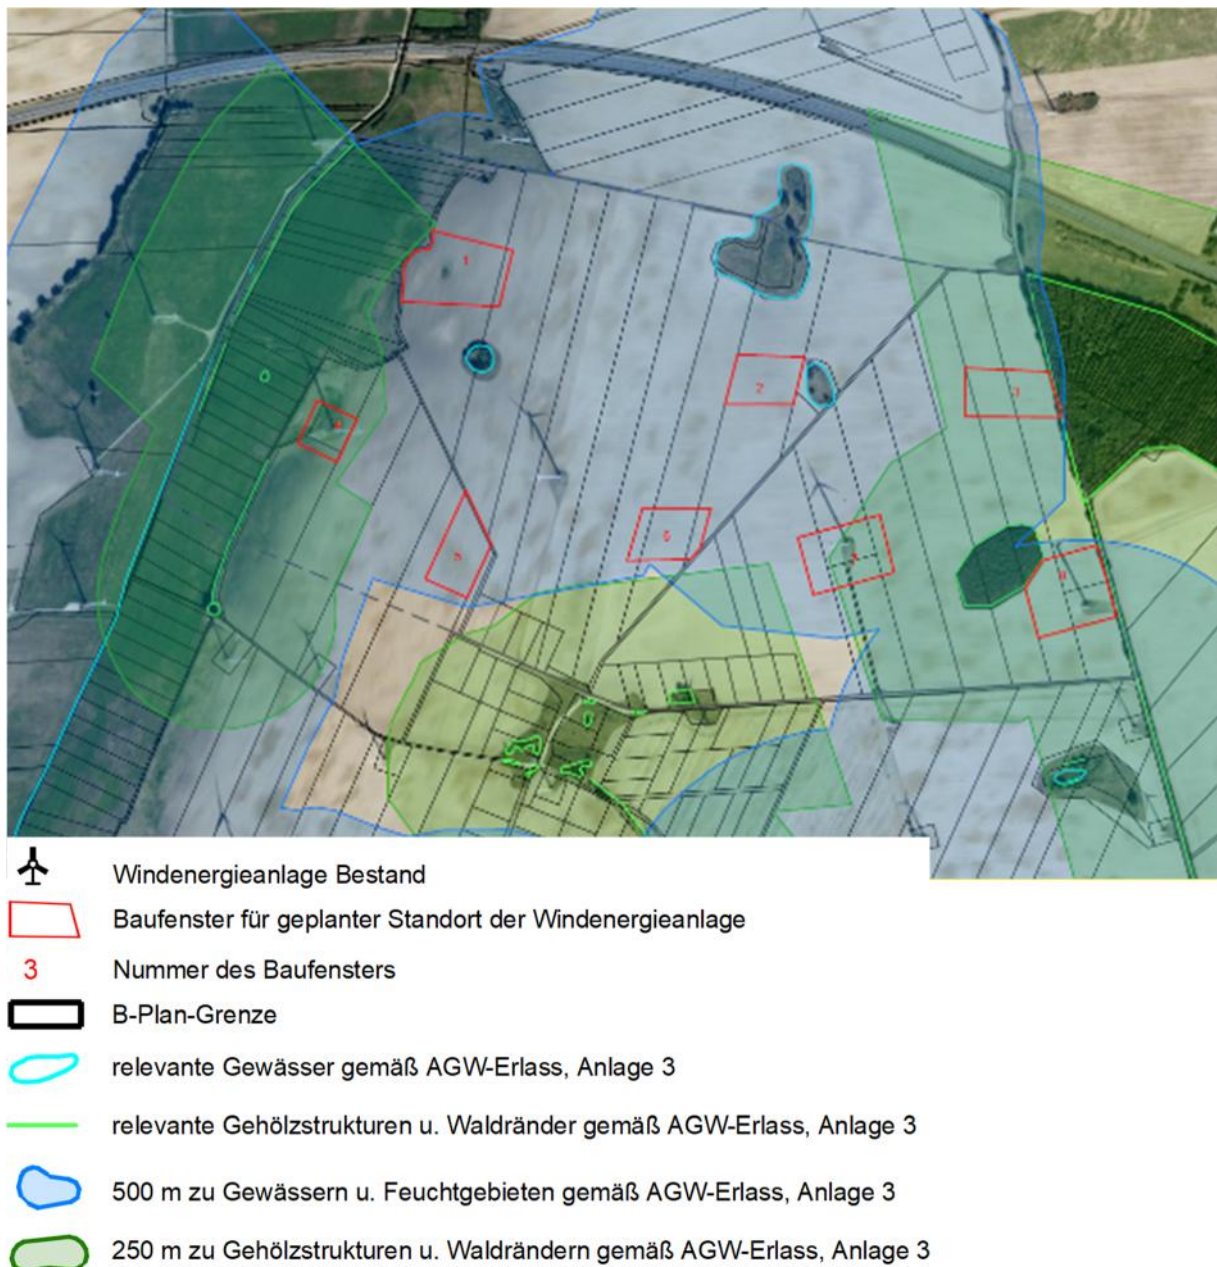 1
2
Windenergieanlage Bestand
Baufenster für geplanter Standort der Windenergieanlage
3 Nummer des Baufensters
B-Plan-Grenze
relevante Gewässer gemäß AGW-Erlass, Anlage 3
relevante Gehölzstrukturen u. Waldränder gemäß AGW-Erlass, Anlage 3
500 m zu Gewässern u. Feuchtgebieten gemäß AGW-Erlass, Anlage 3
250 m zu Gehölzstrukturen u. Waldrändern gemäß AGW-Erlass, Anlage 3